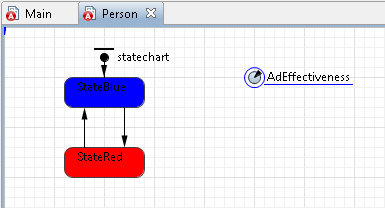 Main
Person
statechart
StateBlue
AdEffectiveness
StateRed